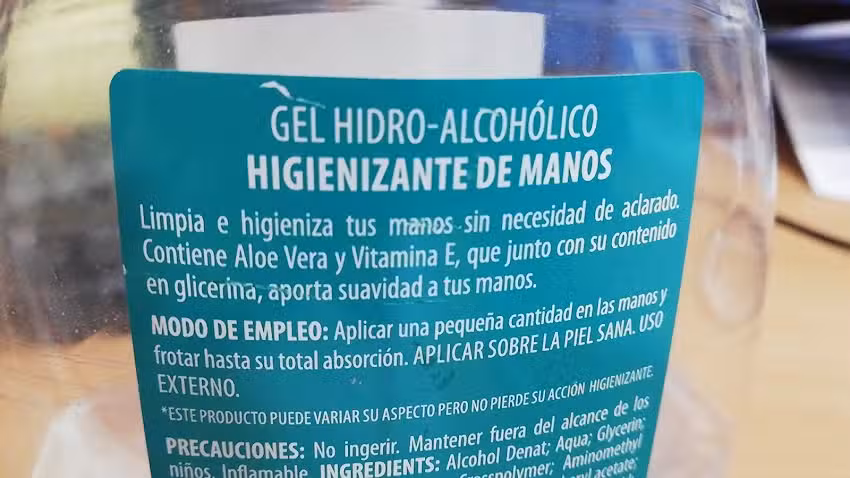 GEL HIDRO-ALCOHÓLICO
HIGIENIZANTE DE MANOS
Limpia e higieniza tus manos sin necesidad de aclarado.
Contiene Aloe Vera y Vitamina E, que junto con su contenido
en glicerina, aporta suavidad a tus manos.
MODO DE EMPLEO: Aplicar una pequeña cantidad en las manos y
frotar hasta su total absorción. APLICAR SOBRE LA PIEL SANA. USO
EXTERNO.
*ESTE PRODUCTO PUEDE VARIAR SU ASPECTO PERO NO PIERDE SU ACCIÓN HIGIENIZANTE.
PRECAUCIONES: No ingerir. Mantener fuera del alcance de los
niños. Inflamable. INGREDIENTS: Alcohol Denat; Aqua; Glycerin;
Crosspolymer; Aminomethyl
acetate;